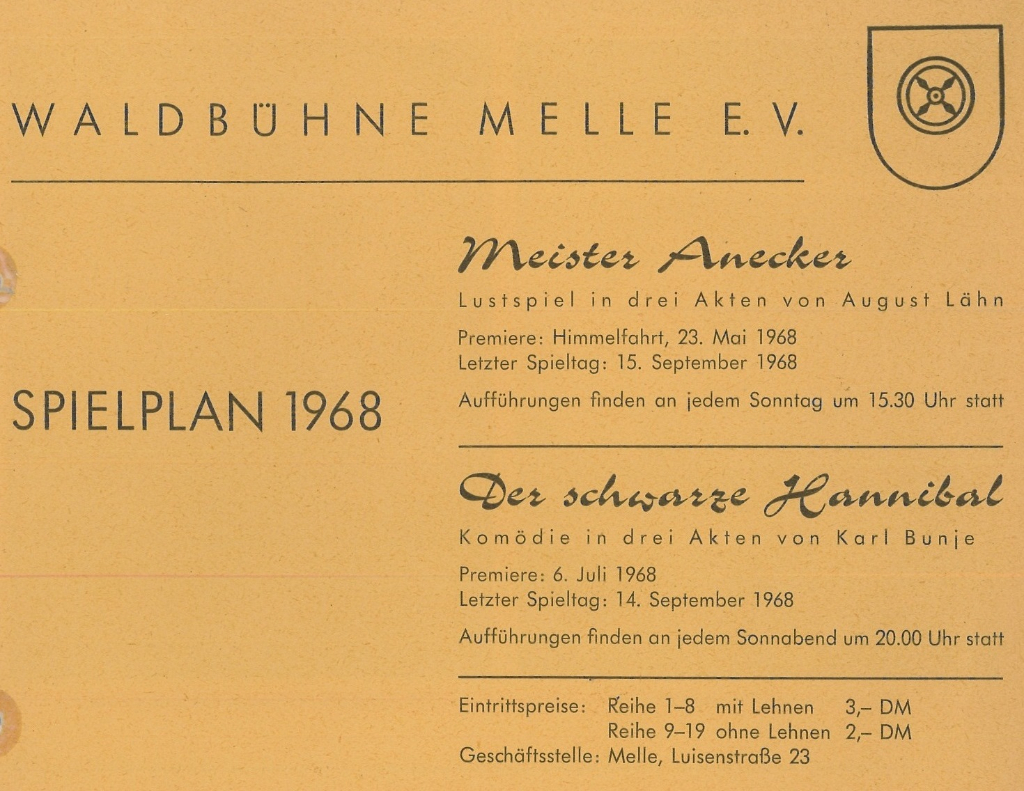 WALDBÜHNE MELLE E. V.
Meister Anecker
Lustspiel in drei Akten von August Lähn
Premiere: Himmelfahrt, 23. Mai 1968
Letzter Spieltag: 15. September 1968
Aufführungen finden an jedem Sonntag um 15.30 Uhr statt
SPIELPLAN 1968
Der schwarze Hannibal
Komödie in drei Akten von Karl Bunje
Premiere: 6. Juli 1968
Letzter Spieltag: 14. September 1968
Aufführungen finden an jedem Sonnabend um 20.00 Uhr statt
Eintrittspreise: Reihe 1–8 mit Lehnen 3,– DM
Reihe 9–19 ohne Lehnen 2,– DM
Geschäftsstelle: Melle, Luisenstraße 23